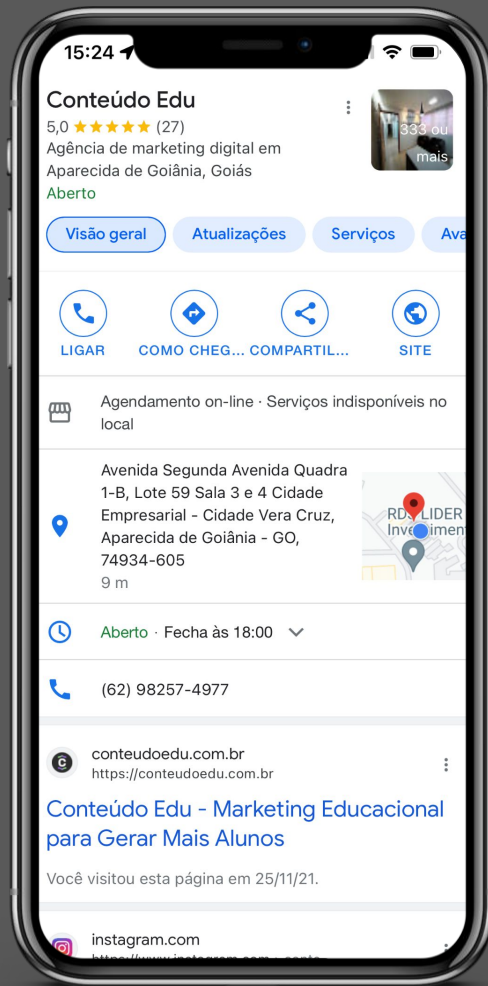 15:24
Conteúdo Edu
5,0 ★★★★★ (27)
Agência de marketing digital em
Aparecida de Goiânia, Goiás
Aberto
333 ou
mais
Visão geral
Atualizações
Serviços
Ava
LIGAR
COMO CHEG...
COMPARTIL...
SITE
Agendamento on-line · Serviços indisponíveis no
local
Avenida Segunda Avenida Quadra
1-B, Lote 59 Sala 3 e 4 Cidade
Empresarial - Cidade Vera Cruz,
Aparecida de Goiânia - GO,
74934-605
9 m
LIDER
Aberto · Fecha às 18:00
(62) 98257-4977
conteudoedu.com.br
https://conteudoedu.com.br
Conteúdo Edu - Marketing Educacional
para Gerar Mais Alunos
Você visitou esta página em 25/11/21.
instagram.com